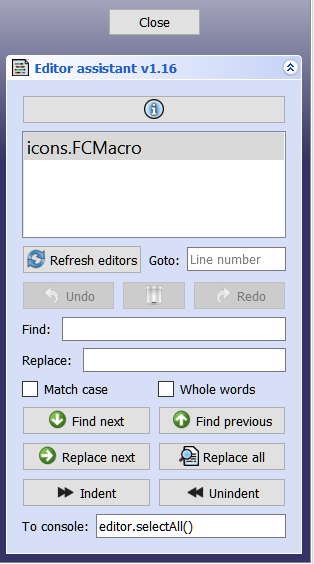 Close
Editor assistant v1.16
icons.FCMacro
Refresh editors Goto: Line number
Undo Redo
Find:
Replace:
Match case Whole words
Find next Find previous
Replace next Replace all
Indent Unindent
To console: editor.selectAll()